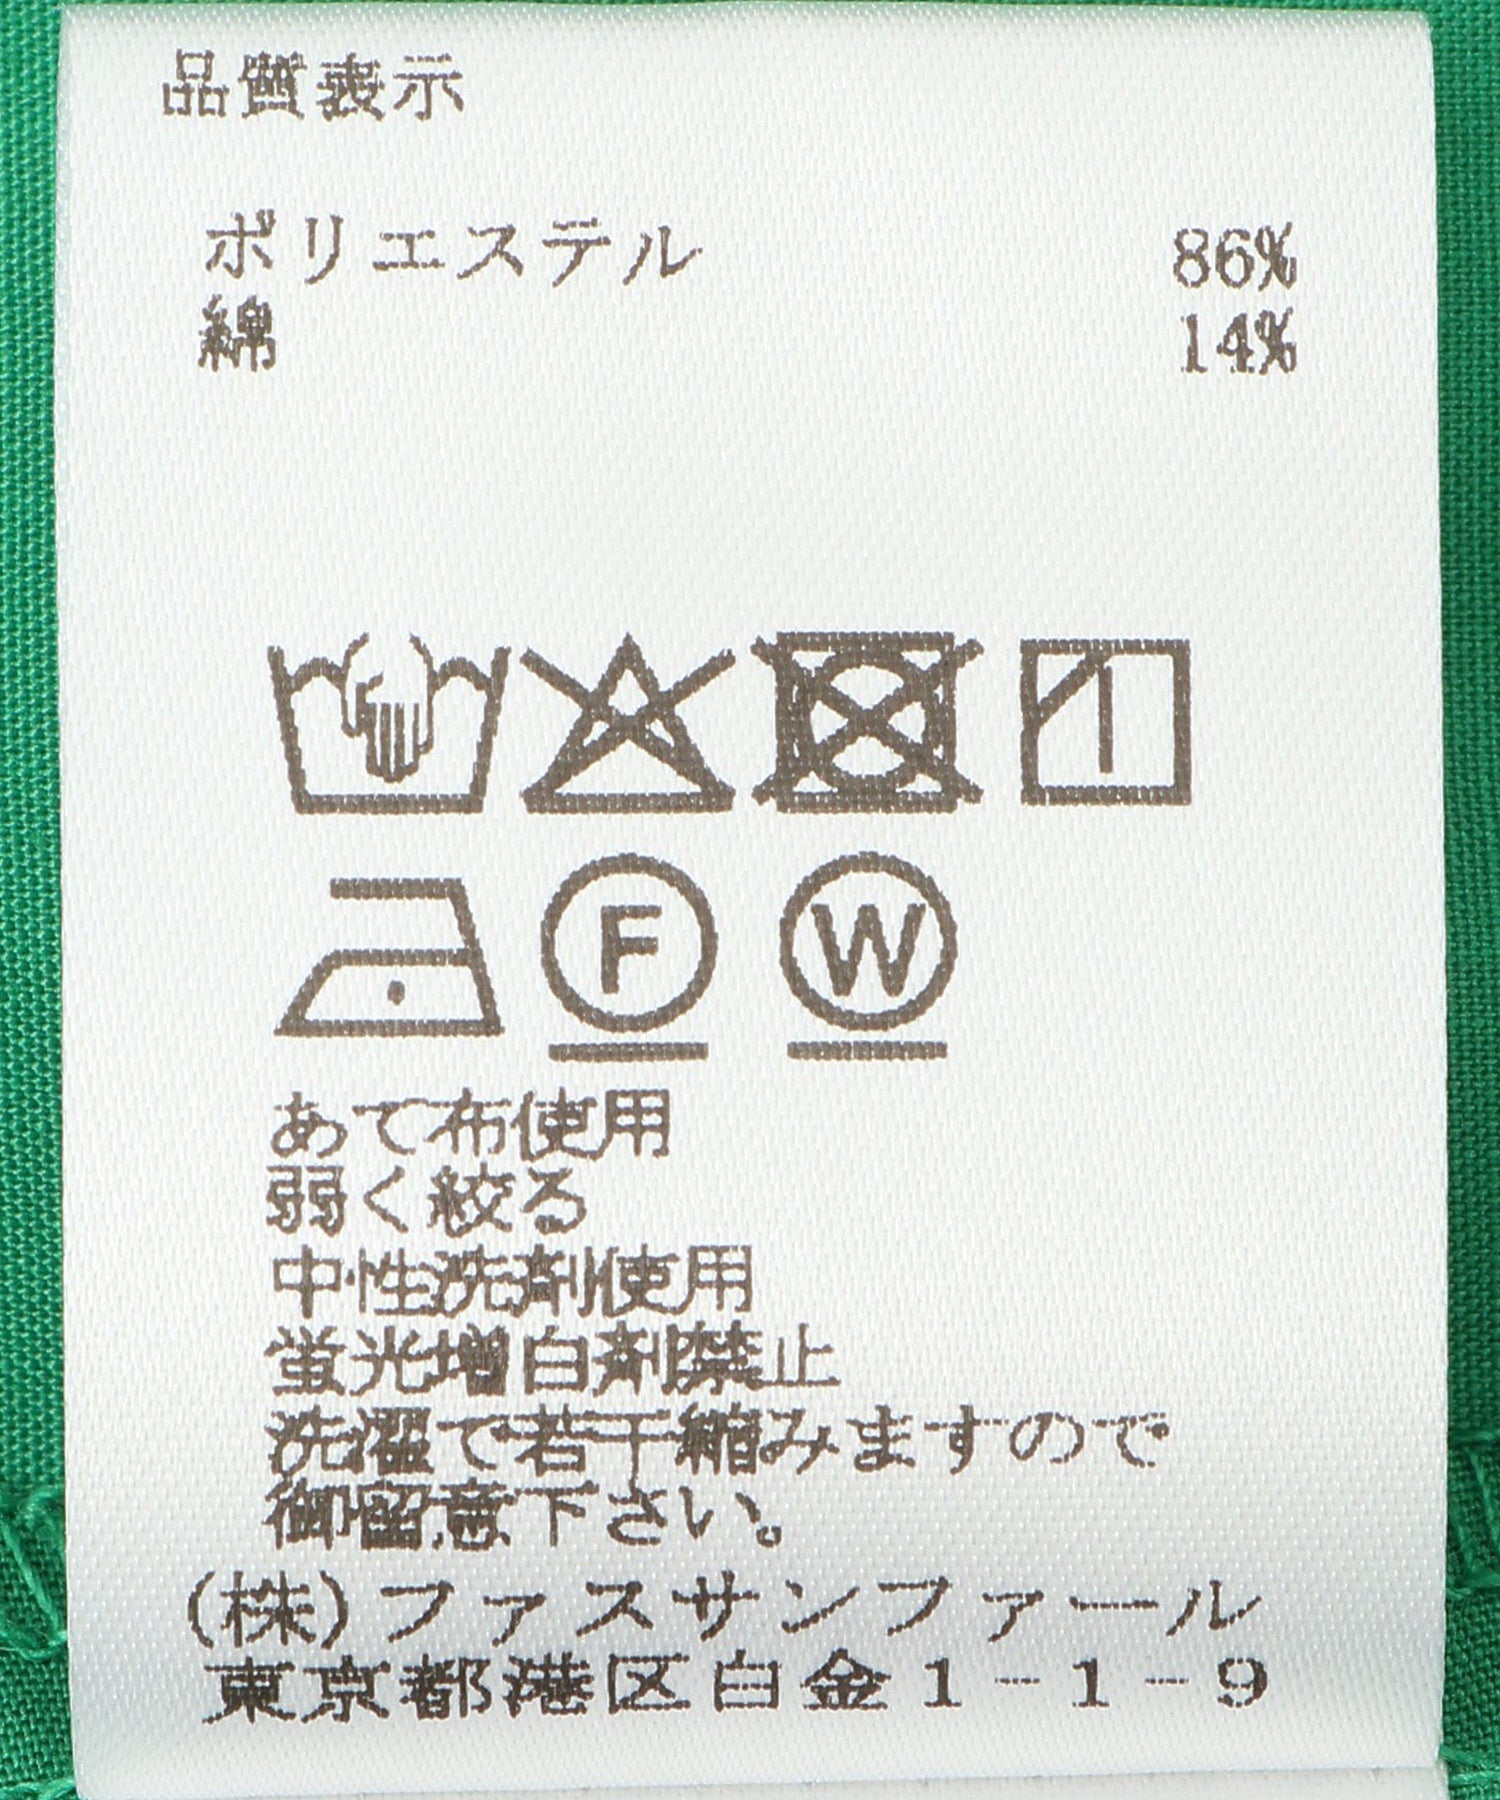 品質表示
ポリエステル 86%
綿 14%
F W
あて布使用
弱く絞る
中性洗剤使用
蛍光増白剤禁止
洗濯で若干縮みますので
御留意下さい。
(株)ファスサンファール
東京都港区白金1-1-9